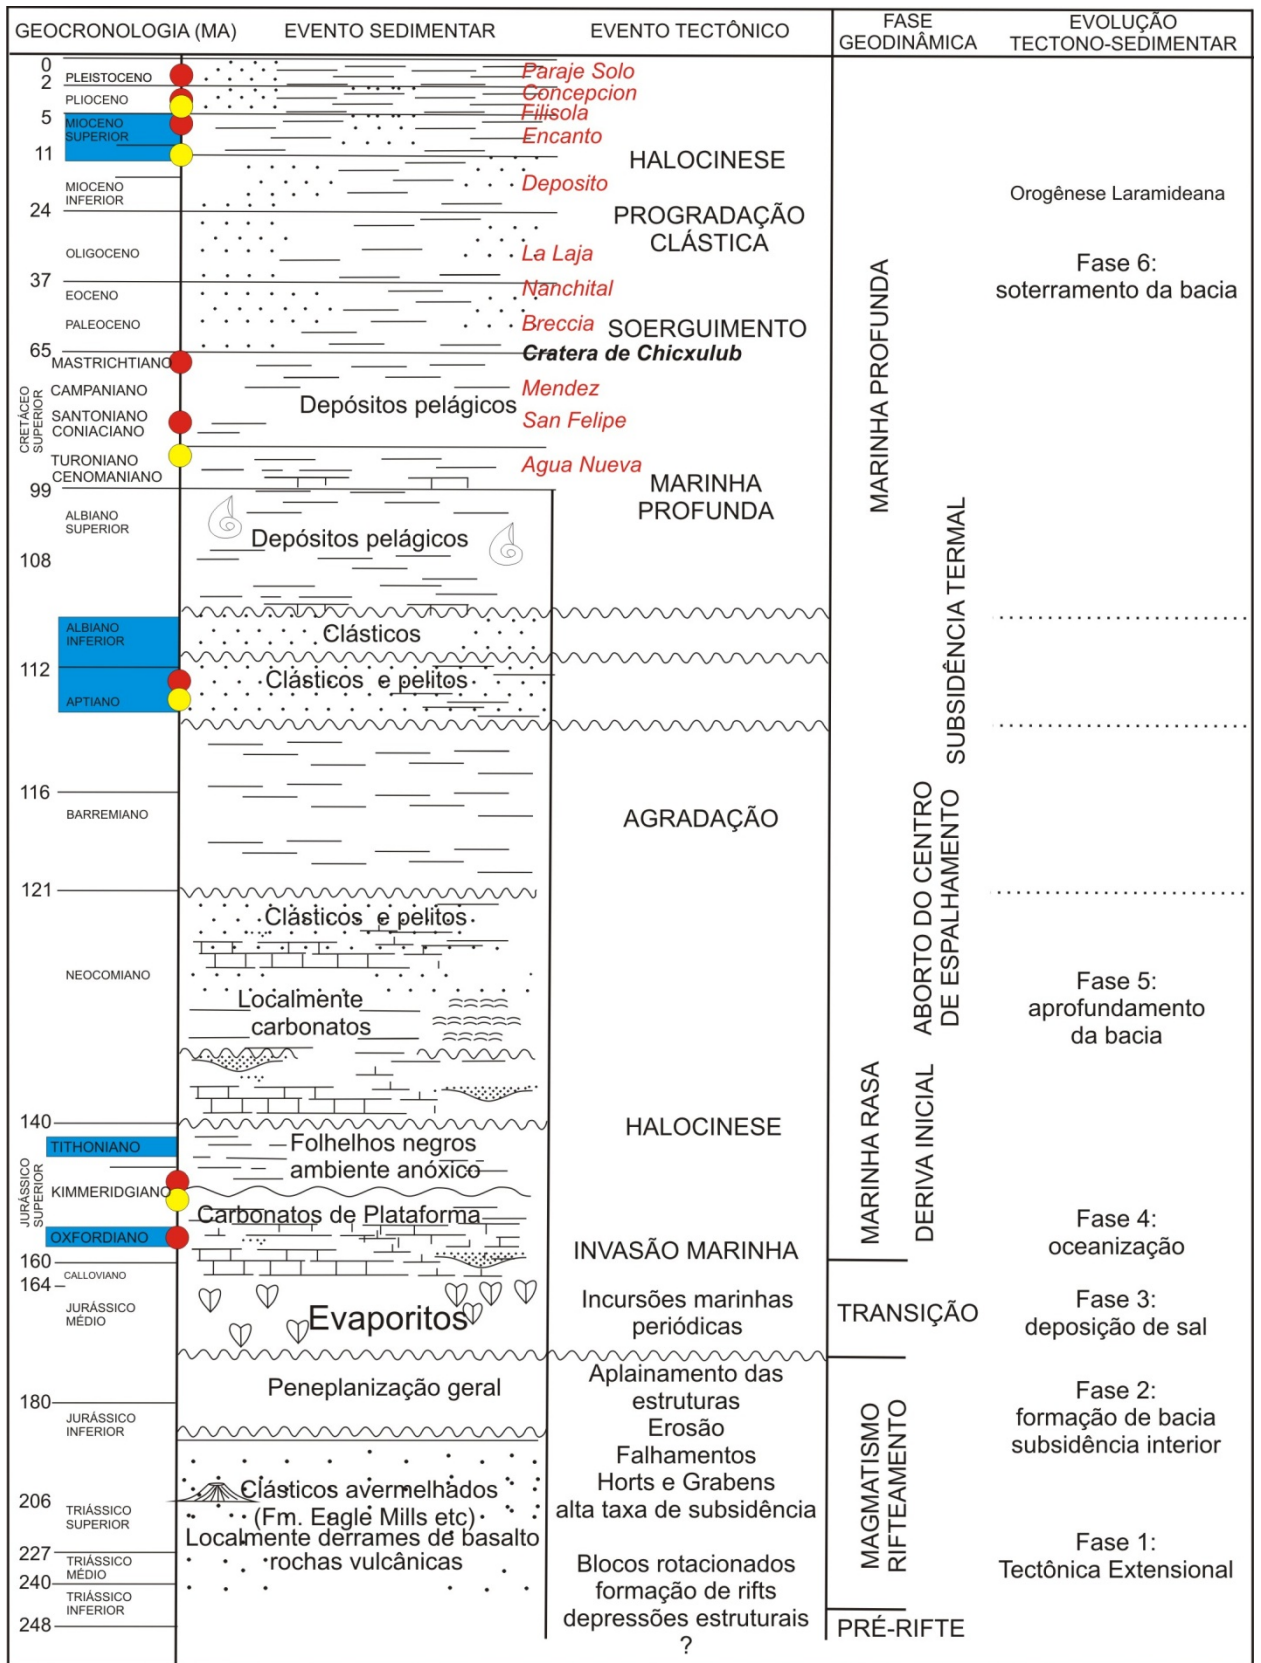 GEOCRONOLOGIA (MA)
EVENTO SEDIMENTAR
EVENTO TECTÔNICO
FASE
GEODINÂMICA
EVOLUÇÃO
TECTONO-SEDIMENTAR
0
PLEISTOCENO
2
PLIOCENO
5
MIOCENO
SUPERIOR
11
MIOCENO
INFERIOR
24
OLIGOCENO
37
EOCENO
PALEOCENO
65
MASTRICHTIANO
CAMPANIANO
SANTONIANO
CONIACIANO
TURONIANO
CENOMANIANO
CRETÁCEO
SUPERIOR
99
ALBIANO
SUPERIOR
108
ALBIANO
INFERIOR
112
APTIANO
116
BARREMIANO
121
NEOCOMIANO
140
TITHONIANO
KIMMERIDGIANO
OXFORDIANO
JURÁSSICO
SUPERIOR
160
CALLOVIANO
164
JURÁSSICO
MÉDIO
180
JURÁSSICO
INFERIOR
206
TRIÁSSICO
SUPERIOR
227
TRIÁSSICO
MÉDIO
240
TRIÁSSICO
INFERIOR
248
Paraje Solo
Concepcion
Filisola
Encanto
Deposito
La Laja
Nanchital
Breccia
Cratera de Chicxulub
Mendez
Depósitos pelágicos
San Felipe
Agua Nueva
Depósitos pelágicos
Clásticos
Clásticos e pelitos
Clásticos e pelitos
Localmente
carbonatos
Folhelhos negros
ambiente anóxico
Carbonatos de Plataforma
Evaporitos
Peneplanização geral
Clásticos avermelhados
(Fm. Eagle Mills etc)
Localmente derrames de basalto
rochas vulcânicas
HALOCINESE
PROGRADAÇÃO
CLÁSTICA
SOERGUIMENTO
MARINHA
PROFUNDA
AGRADAÇÃO
HALOCINESE
INVASÃO MARINHA
Incursões marinhas
periódicas
Aplainamento das
estruturas
Erosão
Falhamentos
Horts e Grabens
alta taxa de subsidência
Blocos rotacionados
formação de rifts
depressões estruturais
?
MARINHA PROFUNDA
SUBSIDÊNCIA TERMAL
ABORTO DO CENTRO
DE ESPALHAMENTO
MARINHA RASA
DERIVA INICIAL
TRANSIÇÃO
MAGMATISMO
RIFTEAMENTO
PRÉ-RIFTE
Orogênese Laramideana
Fase 6:
soterramento da bacia
Fase 5:
aprofundamento
da bacia
Fase 4:
oceanização
Fase 3:
deposição de sal
Fase 2:
formação de bacia
subsidência interior
Fase 1:
Tectônica Extensional